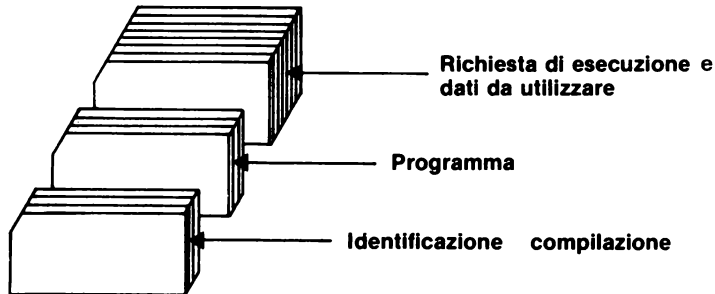 Richiesta di esecuzione e
dati da utilizzare
Programma
Identificazione compilazione